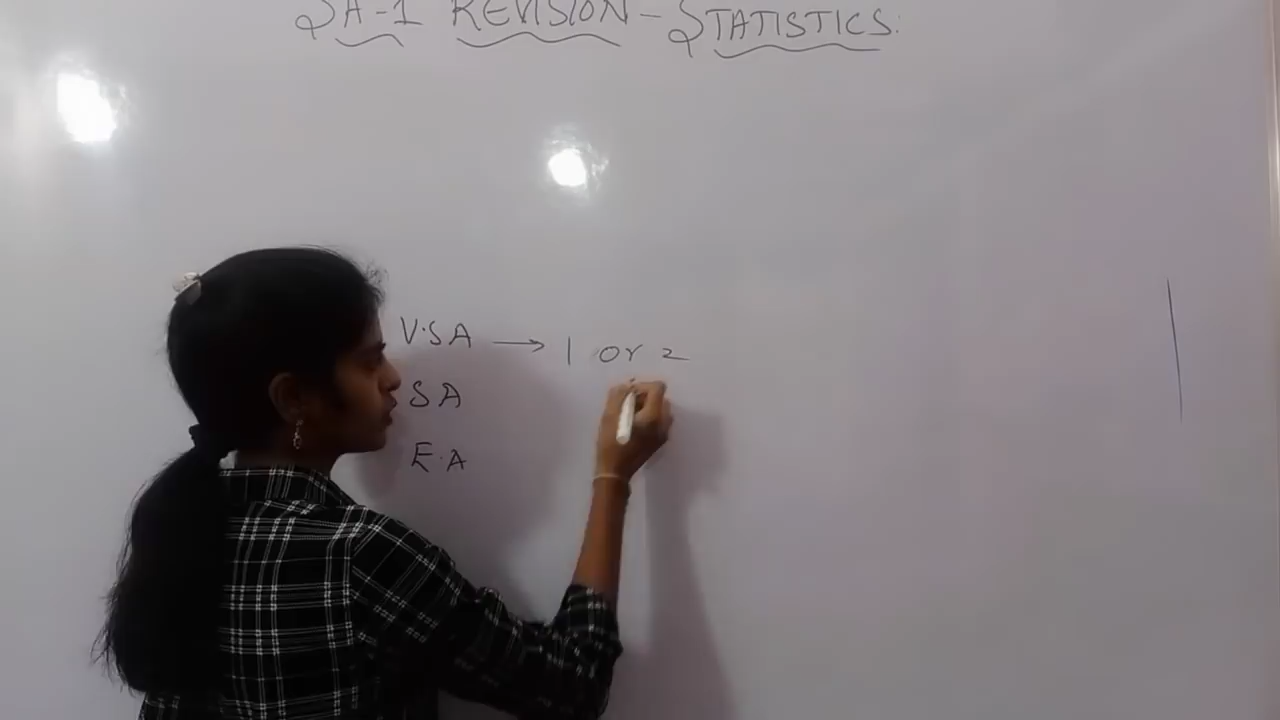 SA-1 REVISION - STATISTICS:
V.SA → 1 or 2
SA
E.A